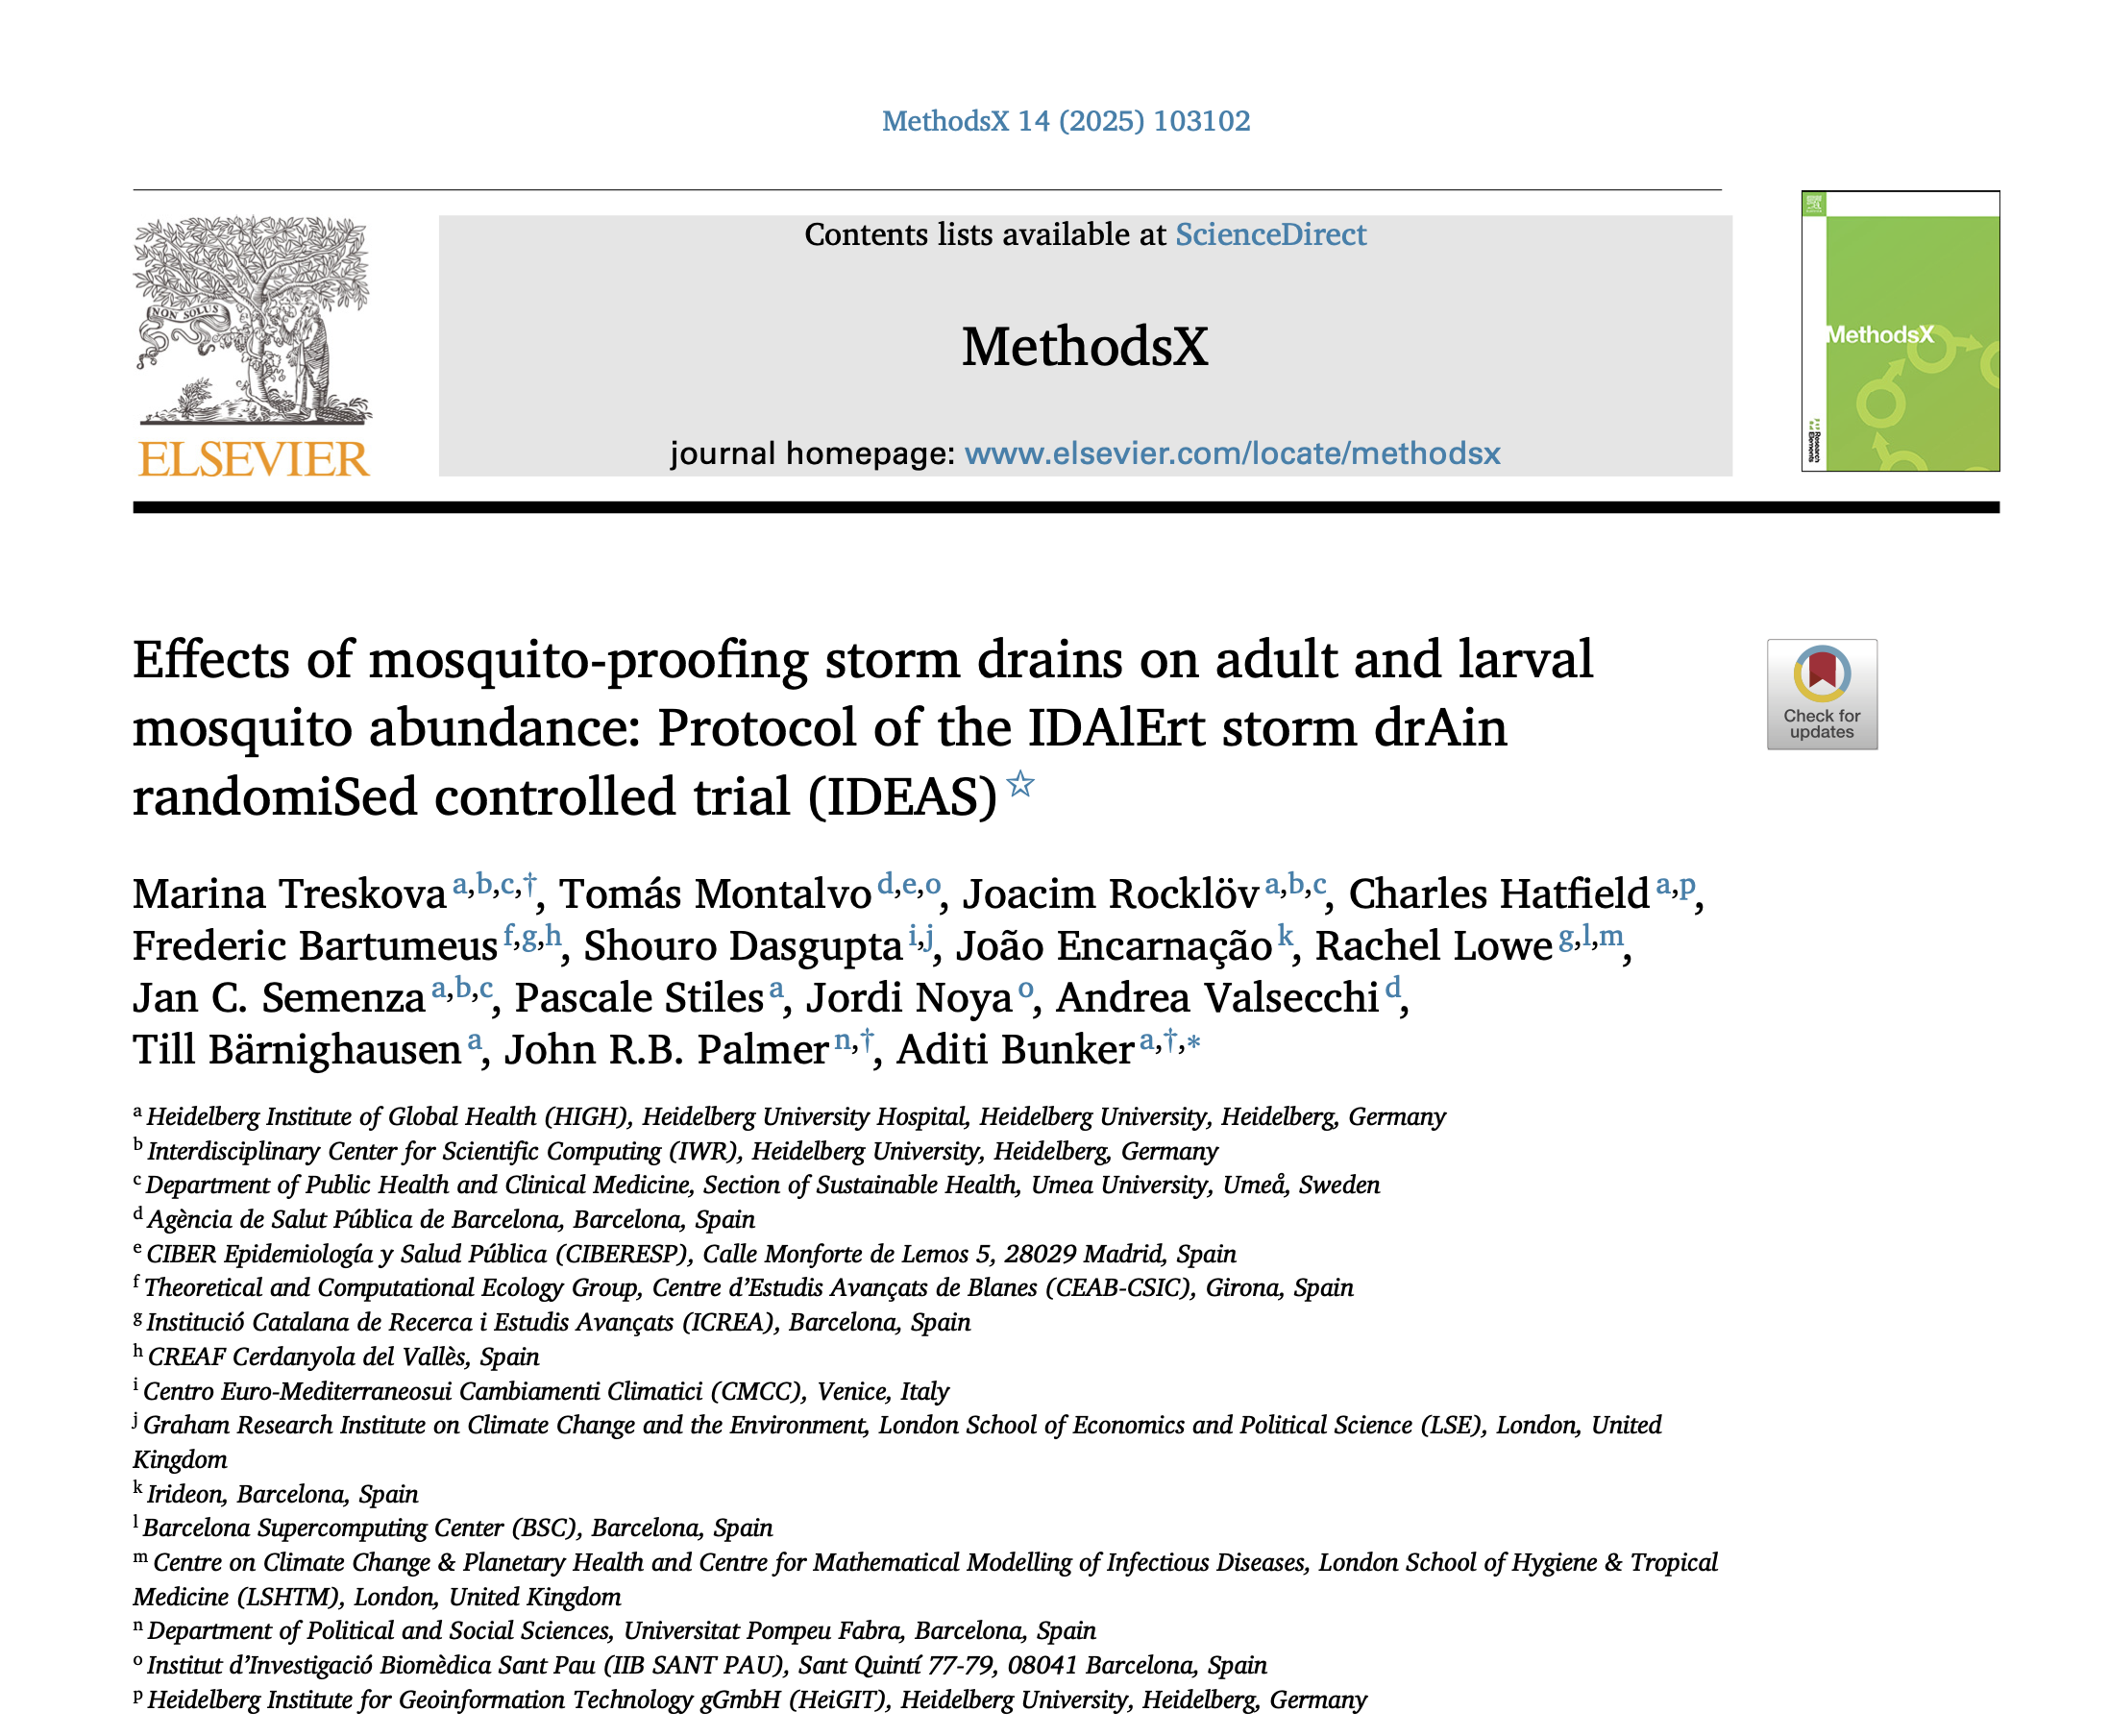 MethodsX 14 (2025) 103102
Contents lists available at ScienceDirect
MethodsX
journal homepage: www.elsevier.com/locate/methodsx
NON SOLUS
ELSEVIER
MethodsX
Effects of mosquito-proofing storm drains on adult and larval
mosquito abundance: Protocol of the IDAlErt storm drAin
randomiSed controlled trial (IDEAS) ☆
Check for
updates
Marina Treskova a,b,c,†, Tomás Montalvo d,e,o, Joacim Rocklöv a,b,c, Charles Hatfield a,p,
Frederic Bartumeus f,g,h, Shouro Dasgupta i,j, João Encarnação k, Rachel Lowe g,l,m,
Jan C. Semenza a,b,c, Pascale Stiles a, Jordi Noya o, Andrea Valsecchi d,
Till Bärnighausen a, John R.B. Palmer n,†, Aditi Bunker a,†,*
a Heidelberg Institute of Global Health (HIGH), Heidelberg University Hospital, Heidelberg University, Heidelberg, Germany
b Interdisciplinary Center for Scientific Computing (IWR), Heidelberg University, Heidelberg, Germany
c Department of Public Health and Clinical Medicine, Section of Sustainable Health, Umea University, Umeå, Sweden
d Agència de Salut Pública de Barcelona, Barcelona, Spain
e CIBER Epidemiología y Salud Pública (CIBERESP), Calle Monforte de Lemos 5, 28029 Madrid, Spain
f Theoretical and Computational Ecology Group, Centre d’Estudis Avançats de Blanes (CEAB-CSIC), Girona, Spain
g Institució Catalana de Recerca i Estudis Avançats (ICREA), Barcelona, Spain
h CREAF Cerdanyola del Vallès, Spain
i Centro Euro-Mediterraneosui Cambiamenti Climatici (CMCC), Venice, Italy
j Graham Research Institute on Climate Change and the Environment, London School of Economics and Political Science (LSE), London, United
Kingdom
k Irideon, Barcelona, Spain
l Barcelona Supercomputing Center (BSC), Barcelona, Spain
m Centre on Climate Change & Planetary Health and Centre for Mathematical Modelling of Infectious Diseases, London School of Hygiene & Tropical
Medicine (LSHTM), London, United Kingdom
n Department of Political and Social Sciences, Universitat Pompeu Fabra, Barcelona, Spain
o Institut d’Investigació Biomèdica Sant Pau (IIB SANT PAU), Sant Quintí 77-79, 08041 Barcelona, Spain
p Heidelberg Institute for Geoinformation Technology gGmbH (HeiGIT), Heidelberg University, Heidelberg, Germany